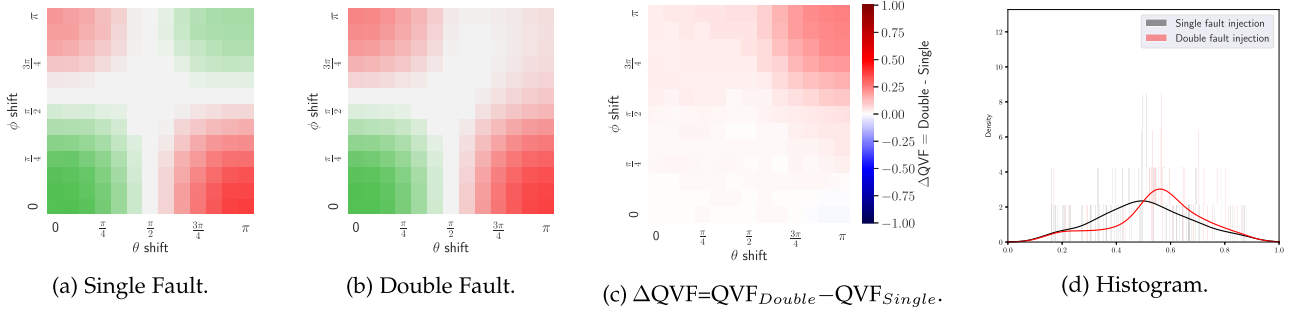 π
3π/4
π/2
π/4
0
ϕ shift
0
π/4
π/2
3π/4
π
θ shift
(a) Single Fault.
π
3π/4
π/2
π/4
0
ϕ shift
0
π/4
π/2
3π/4
π
θ shift
(b) Double Fault.
π
3π/4
π/2
π/4
0
ϕ shift
0
π/4
π/2
3π/4
π
θ shift
1.00
0.75
0.50
0.25
0.00
−0.25
−0.50
−0.75
−1.00
ΔQVF = Double - Single
(c) ΔQVF=QVF_Double−QVF_Single.
Single fault injection
Double fault injection
12
10
8
6
4
2
0
Density
0.0 0.2 0.4 0.6 0.8 1.0
(d) Histogram.